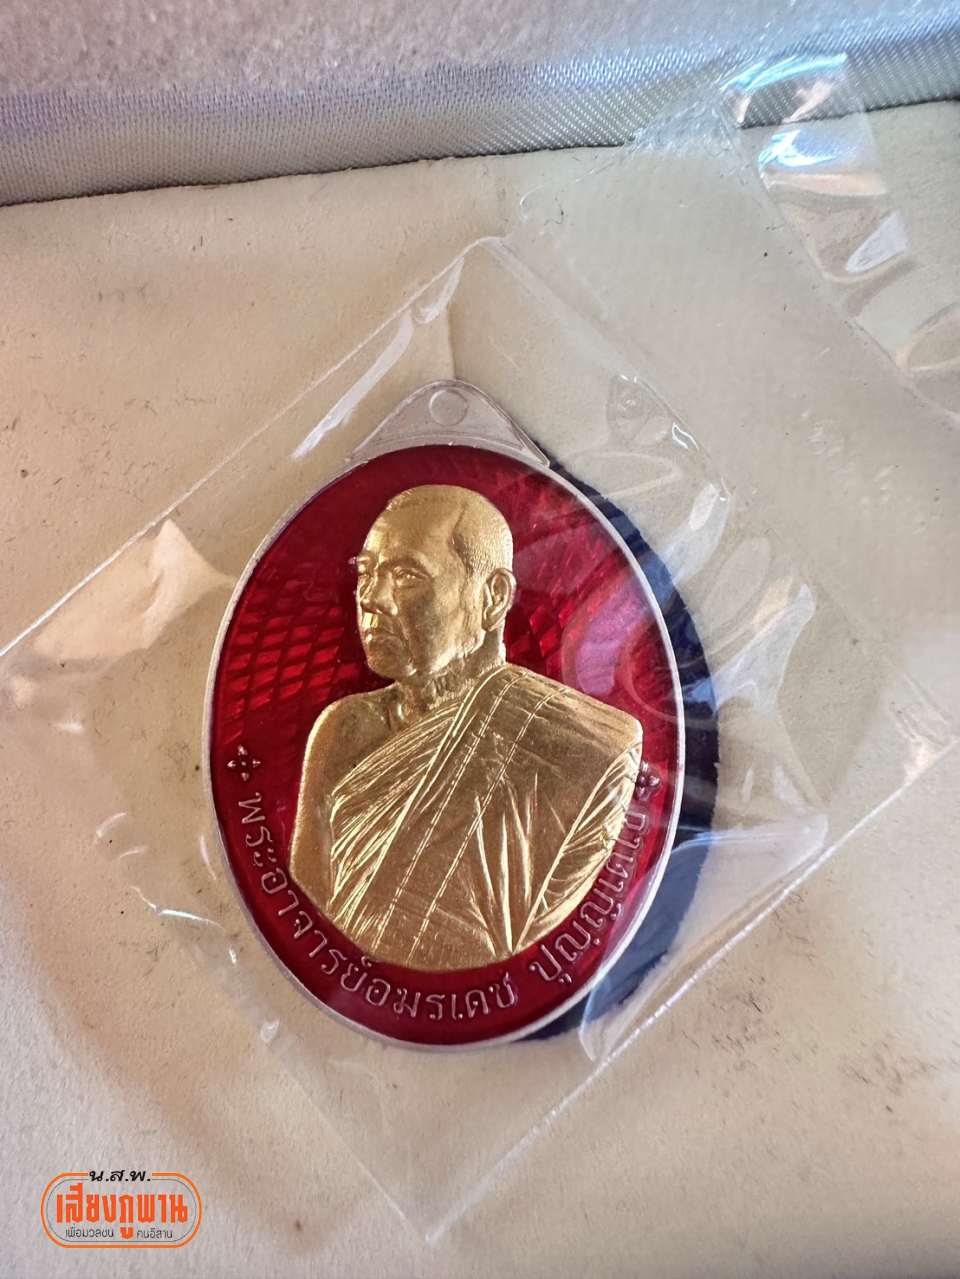 พระอาจารย์อมรเดช ปุญฺญเตโช
น.ส.พ.
เสียงภูพาน
เพื่อมวลชน คนอีสาน